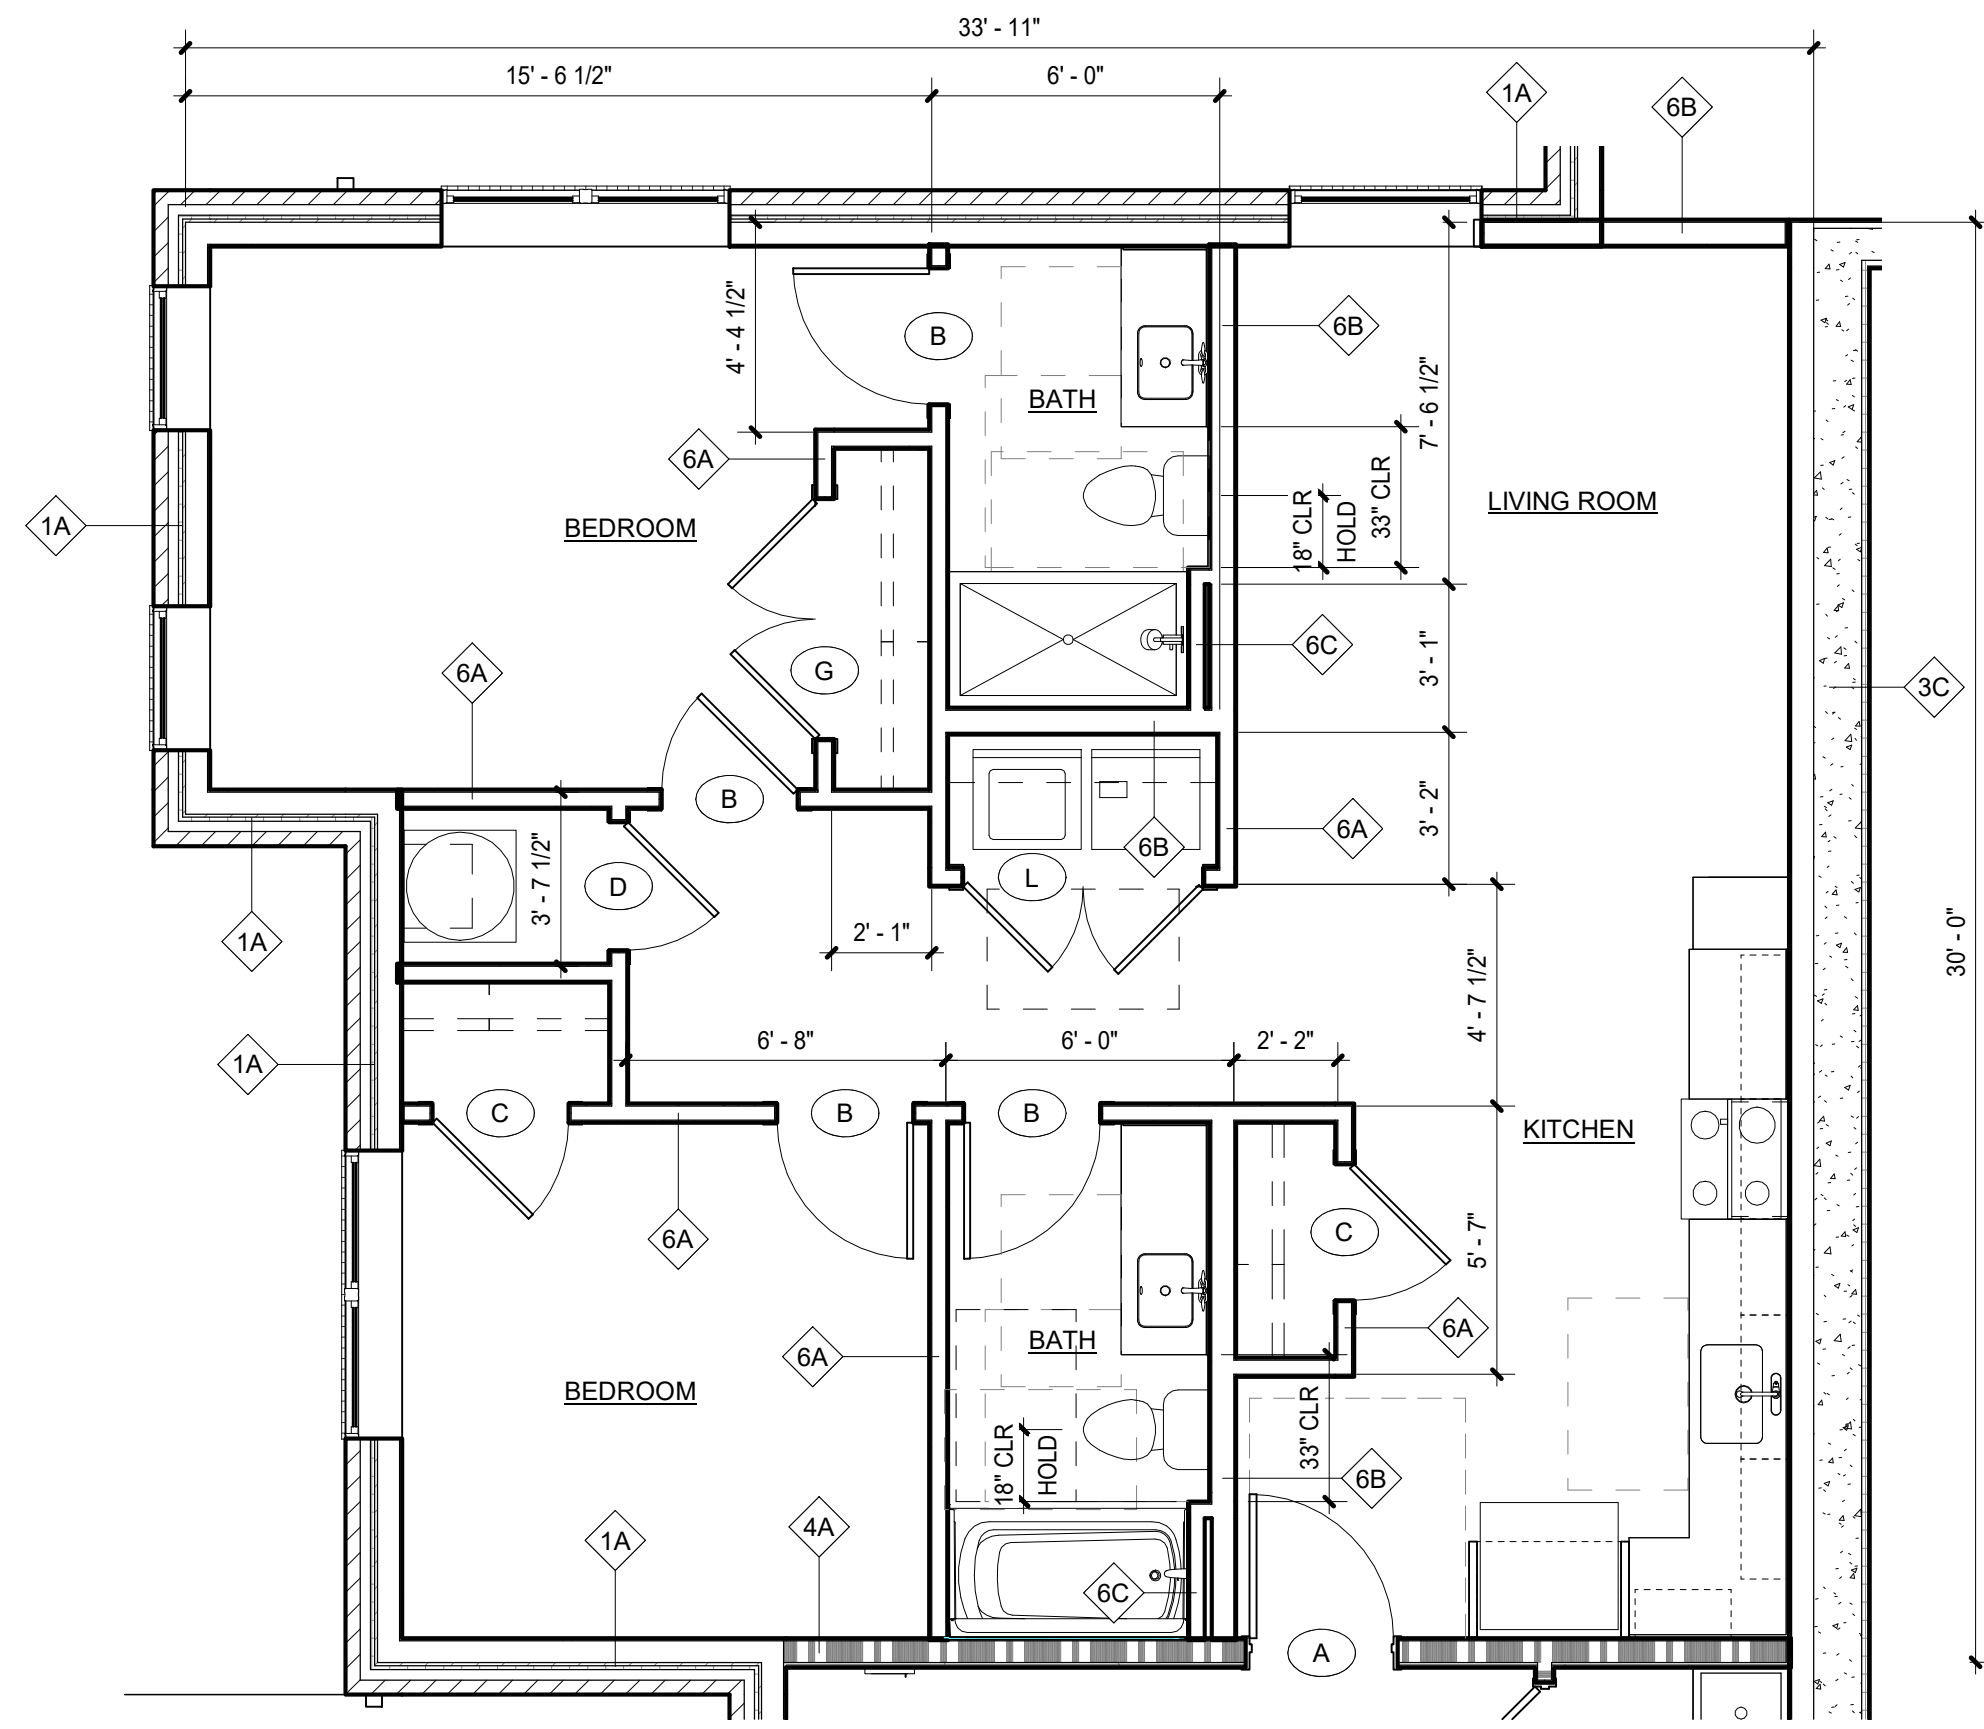 33' - 11"
15' - 6 1/2"
6' - 0"
1A
6B
4' - 4 1/2"
B
6B
BATH
7' - 6 1/2"
6A
33" CLR
18" CLR
HOLD
LIVING ROOM
1A
BEDROOM
6C
3' - 1"
G
6A
3C
B
3' - 2"
6A
6B
L
D
3' - 7 1/2"
2' - 1"
1A
30' - 0"
4' - 7 1/2"
1A
6' - 8"
6' - 0"
2' - 2"
C
B
B
KITCHEN
6A
C
5' - 7"
6A
BATH
6A
BEDROOM
33" CLR
18" CLR
HOLD
6B
4A
1A
6C
A